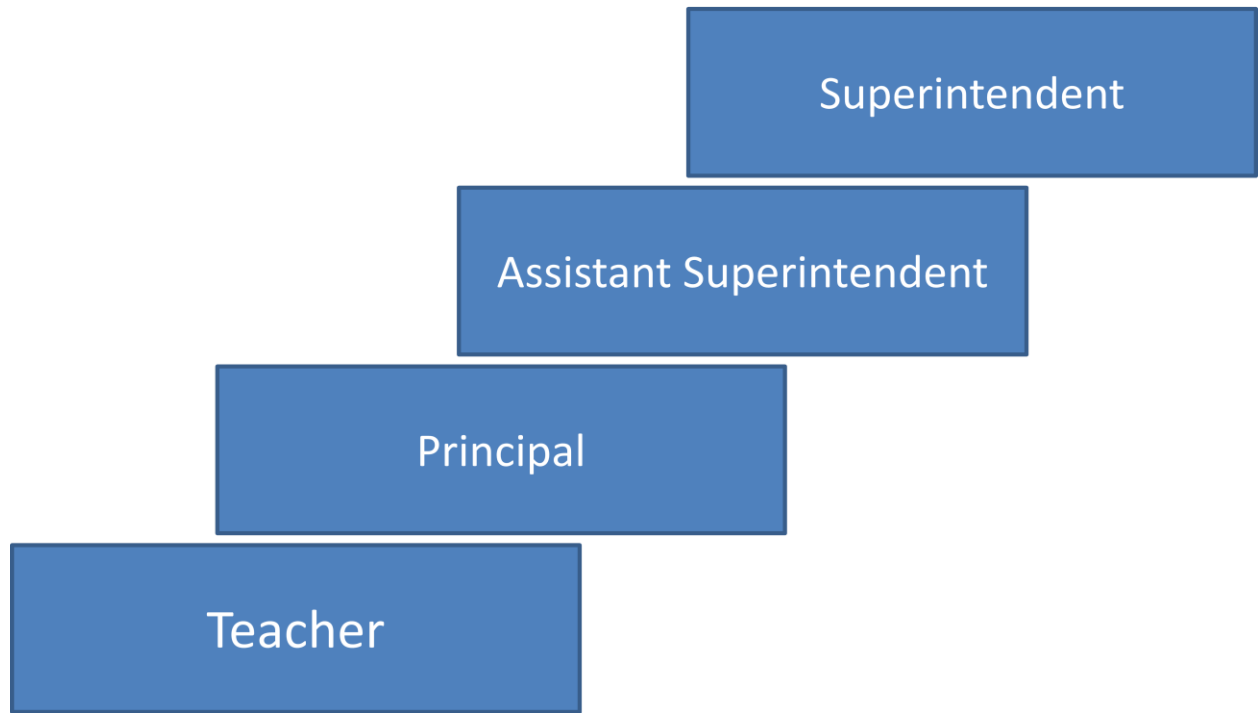 Superintendent
Assistant Superintendent
Principal
Teacher